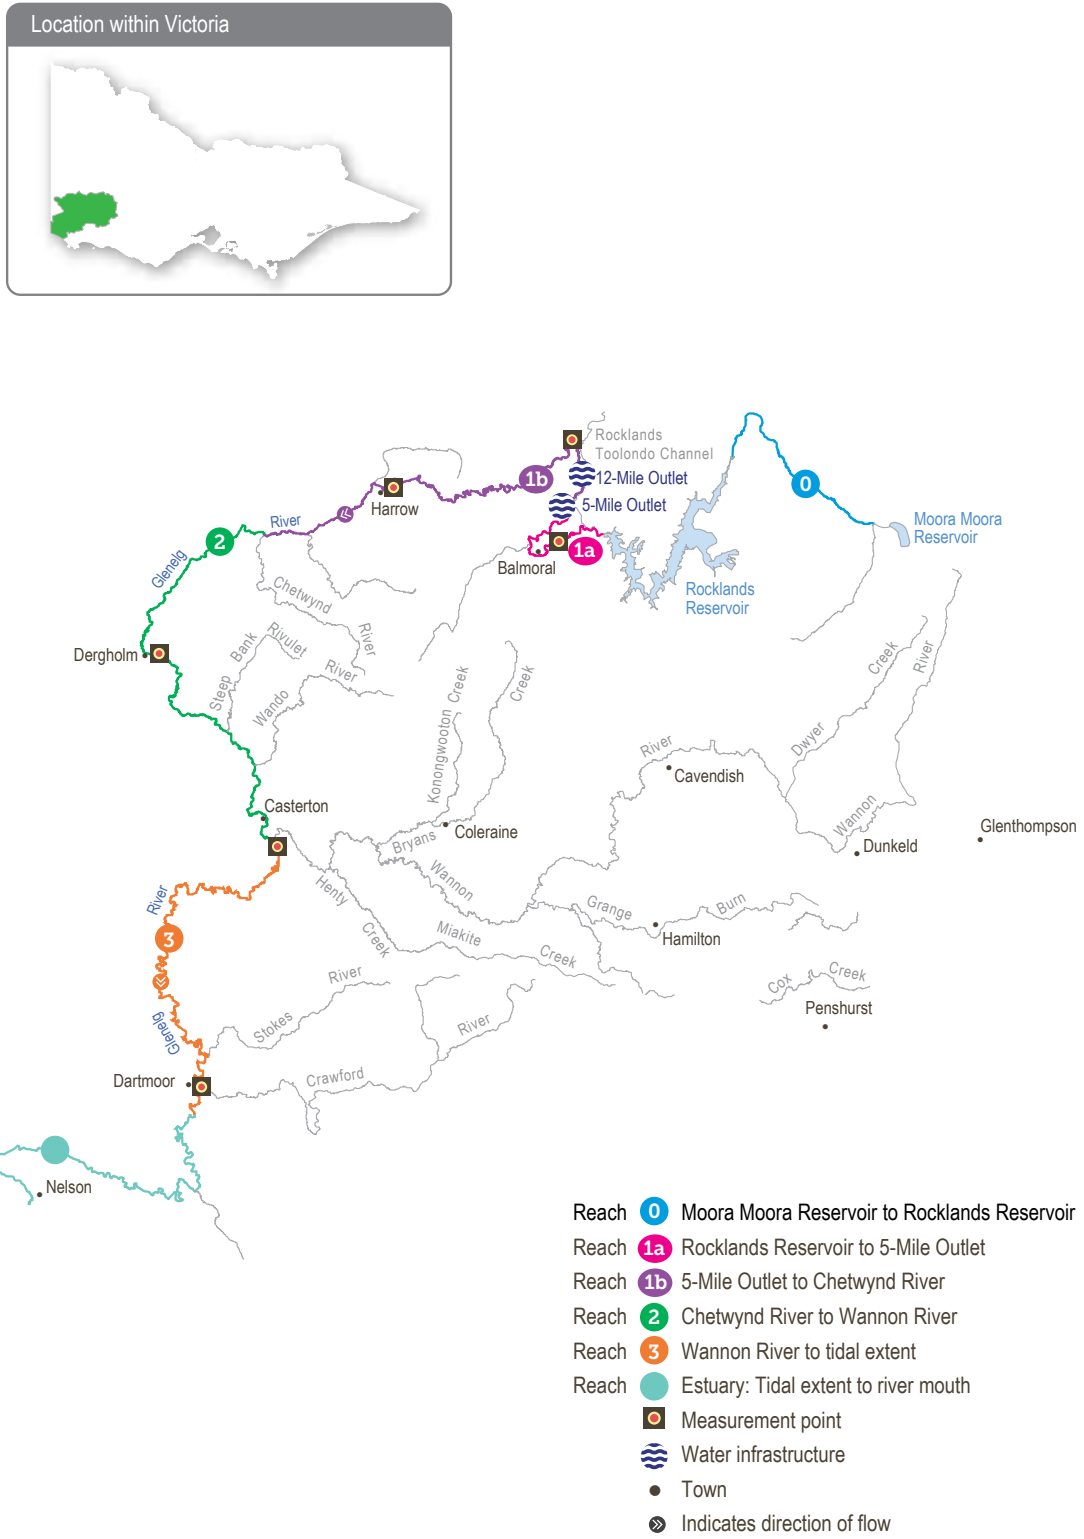 Location within Victoria
Rocklands
Toolondo Channel
12-Mile Outlet
5-Mile Outlet
1b
0
Harrow
River
2
Glenelg
Moora Moora
Reservoir
1a
Balmoral
Rocklands
Reservoir
Chetwynd
River
Dergholm
Steep
Bank
Rivulet
Wando
River
Konongwooton
Creek
Creek
Creek
River
Dwyer
River
Cavendish
Casterton
Bryans
Coleraine
Wannon
Dunkeld
Glenthompson
Wannon
Henty
Creek
River
3
Grange
Burn
Hamilton
Miakite
Creek
Cox
Creek
Penshurst
Glenelg
Stokes
River
River
Crawford
Dartmoor
Nelson
Reach 0 Moora Moora Reservoir to Rocklands Reservoir
Reach 1a Rocklands Reservoir to 5-Mile Outlet
Reach 1b 5-Mile Outlet to Chetwynd River
Reach 2 Chetwynd River to Wannon River
Reach 3 Wannon River to tidal extent
Reach Estuary: Tidal extent to river mouth
Measurement point
Water infrastructure
Town
Indicates direction of flow